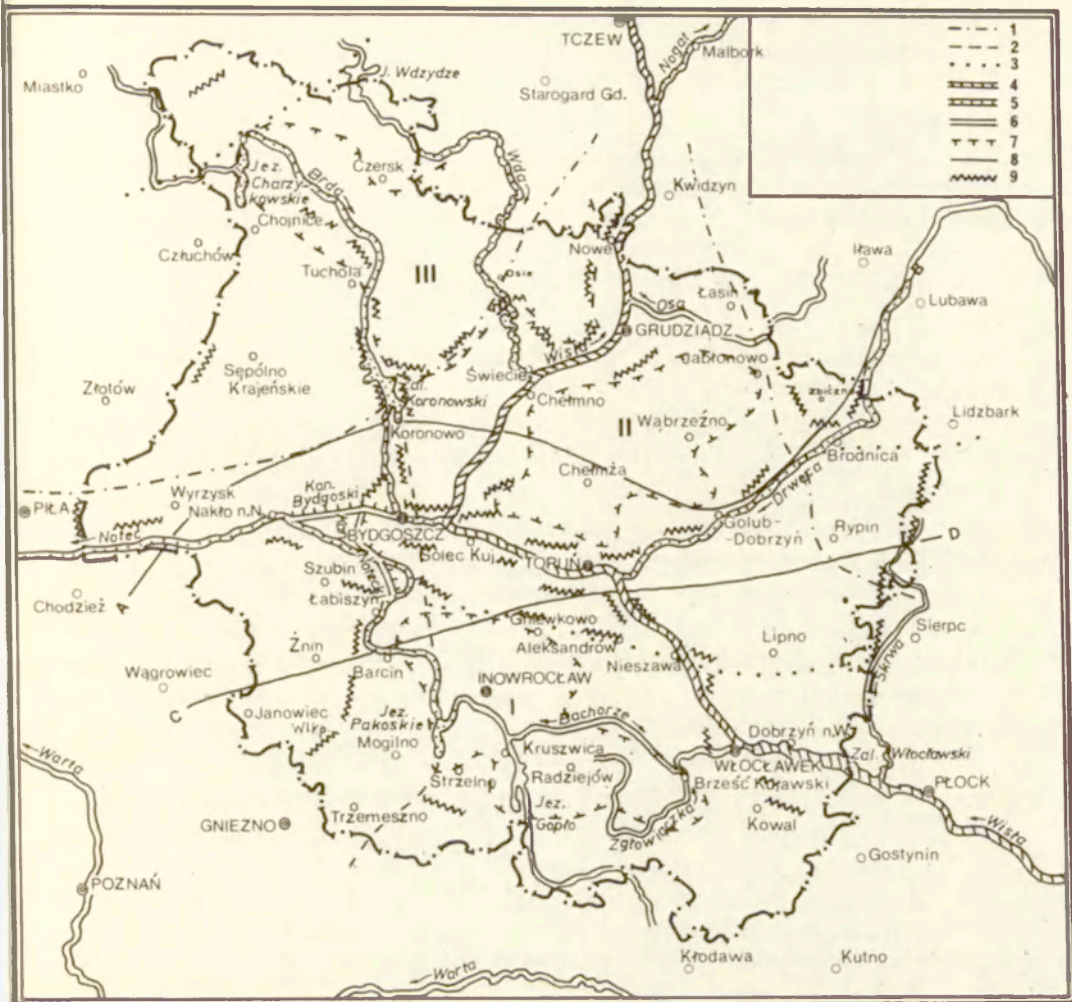 TCZEW
Nogat
Malbork
1
2
3
4
5
6
7
8
9
Miastko
J. Wdzydze
Starogard Gd.
Czersk
Wda
Kwidzyn
Jez.
Charzy-
kowskie
Brda
Chojnice
Nowe
Iława
Człuchów
Tuchola
III
Osie
Łasin
Osa
Lubawa
GRUDZIĄDZ
Wisła
Jabłonowo
Sępólno
Krajeńskie
Świecie
Złotów
Zal.
Koronowski
Chełmno
Zbiczno
Lidzbark
II
Wąbrzeźno
Koronowo
Brodnica
Chełmża
Drwęca
Wyrzysk
Kan.
Bydgoski
PIŁA
Nakło n.N.
Noteć
BYDGOSZCZ
Golub-
-Dobrzyń
Rypin
D
Solec Kuj.
TORUŃ
Szubin
Noteć
Chodzież
A
Łabiszyn
Gniewkowo
Sierpc
Żnin
Aleksandrów
Lipno
Nieszawa
Skrwa
Wągrowiec
Barcin
INOWROCŁAW
C
Janowiec
Wlkp.
Jez.
Pakoskie
I
Bachorze
Mogilno
Dobrzyń n.W.
Warta
Kruszwica
WŁOCŁAWEK
Zal. Włocławski
Strzelno
Radziejów
Brześć Kujawski
PŁOCK
Trzemeszno
Jez.
Gopło
Zgłowiączka
Kowal
Wisła
GNIEZNO
Gostynin
POZNAŃ
Kłodawa
Kutno
Warta